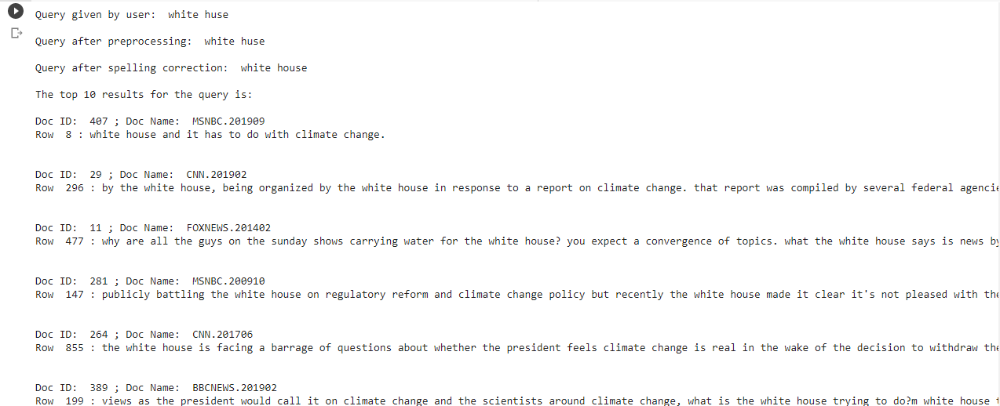 Query given by user:  white huse
Query after preprocessing:  white huse
Query after spelling correction:  white house
The top 10 results for the query is:
Doc ID:  407 ; Doc Name:  MSNBC.201909
Row  8 : white house and it has to do with climate change.
Doc ID:  29 ; Doc Name:  CNN.201902
Row  296 : by the white house, being organized by the white house in response to a report on climate change. that report was compiled by several federal agencie
Doc ID:  11 ; Doc Name:  FOXNEWS.201402
Row  477 : why are all the guys on the sunday shows carrying water for the white house? you expect a convergence of topics. what the white house says is news by
Doc ID:  281 ; Doc Name:  MSNBC.200910
Row  147 : publicly battling the white house on regulatory reform and climate change policy but recently the white house made it clear it's not pleased with the
Doc ID:  264 ; Doc Name:  CNN.201706
Row  855 : the white house is facing a barrage of questions about whether the president feels climate change is real in the wake of the decision to withdraw the
Doc ID:  389 ; Doc Name:  BBCNEWS.201902
Row  199 : views as the president would call it on climate change and the scientists around climate change, what is the white house trying to do?m white house t